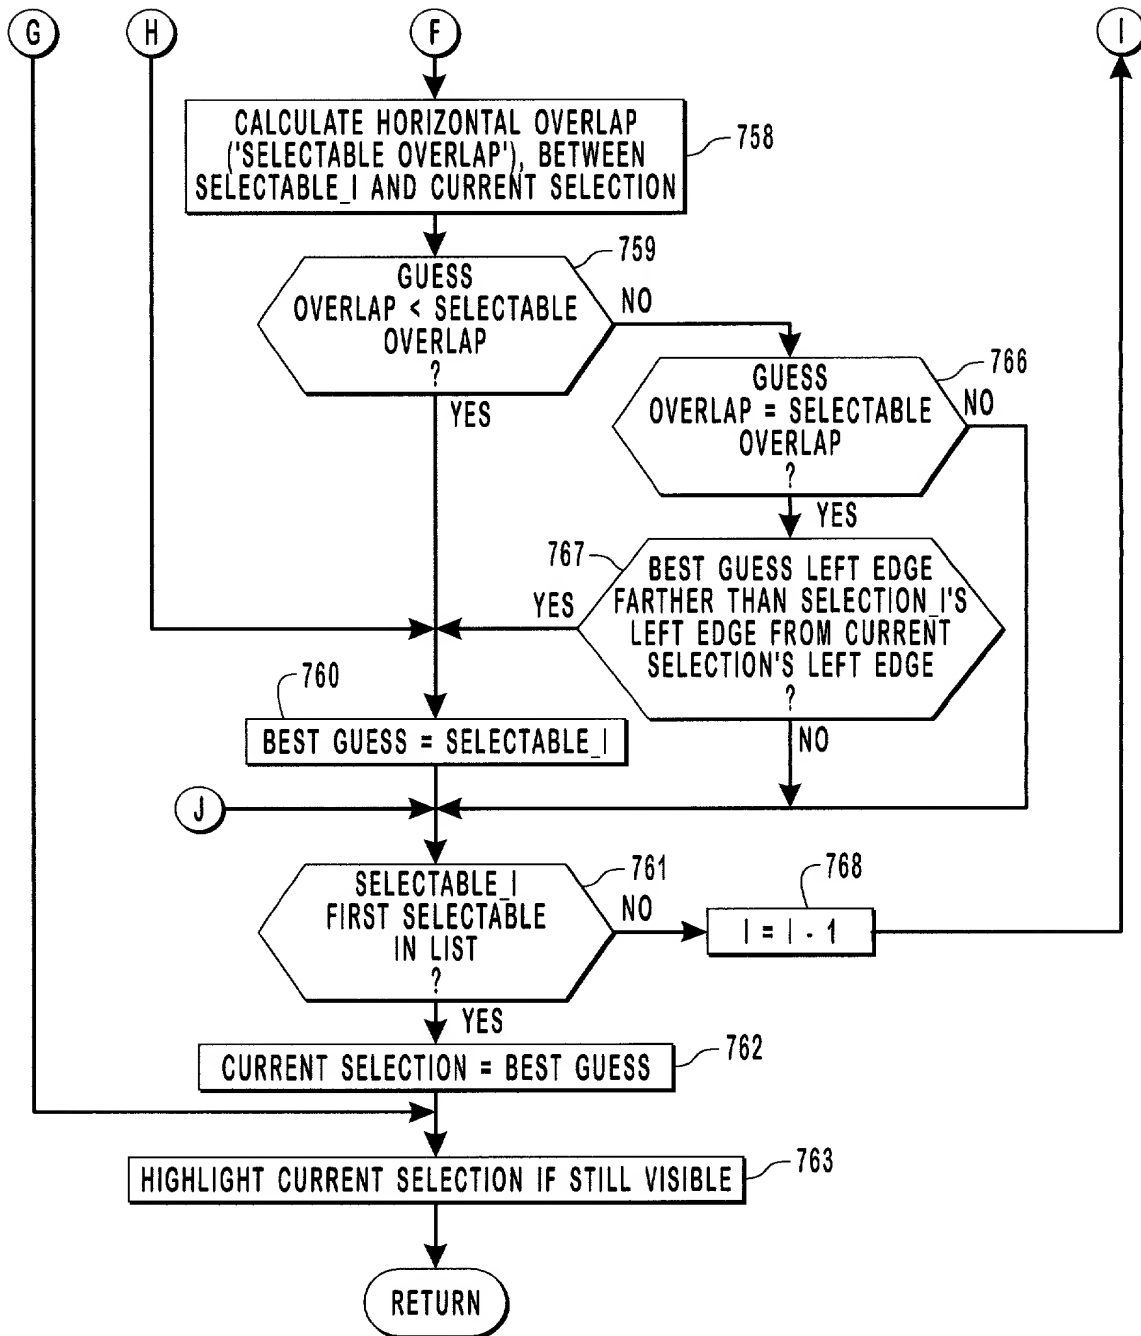 G
H
F
I
CALCULATE HORIZONTAL OVERLAP
('SELECTABLE OVERLAP'), BETWEEN
SELECTABLE_I AND CURRENT SELECTION
758
759
GUESS
OVERLAP < SELECTABLE
OVERLAP
?
NO
YES
766
GUESS
OVERLAP = SELECTABLE
OVERLAP
?
NO
YES
767
BEST GUESS LEFT EDGE
FARTHER THAN SELECTION_I'S
LEFT EDGE FROM CURRENT
SELECTION'S LEFT EDGE
?
YES
NO
760
BEST GUESS = SELECTABLE_I
J
761
SELECTABLE_I
FIRST SELECTABLE
IN LIST
?
NO
768
I = I - 1
YES
CURRENT SELECTION = BEST GUESS
762
HIGHLIGHT CURRENT SELECTION IF STILL VISIBLE
763
RETURN